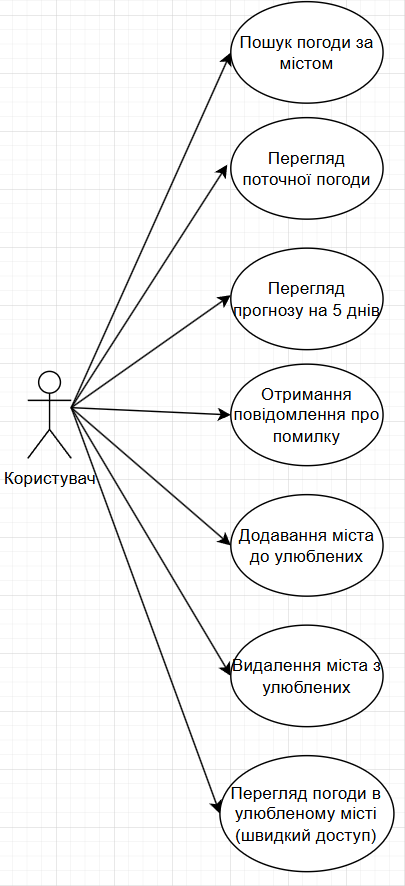 Пошук погоди за
містом
Перегляд
поточної погоди
Перегляд
прогнозу на 5 днів
Отримання
повідомлення про
помилку
Користувач
Додавання міста
до улюблених
Видалення міста з
улюблених
Перегляд погоди в
улюбленому місті
(швидкий доступ)